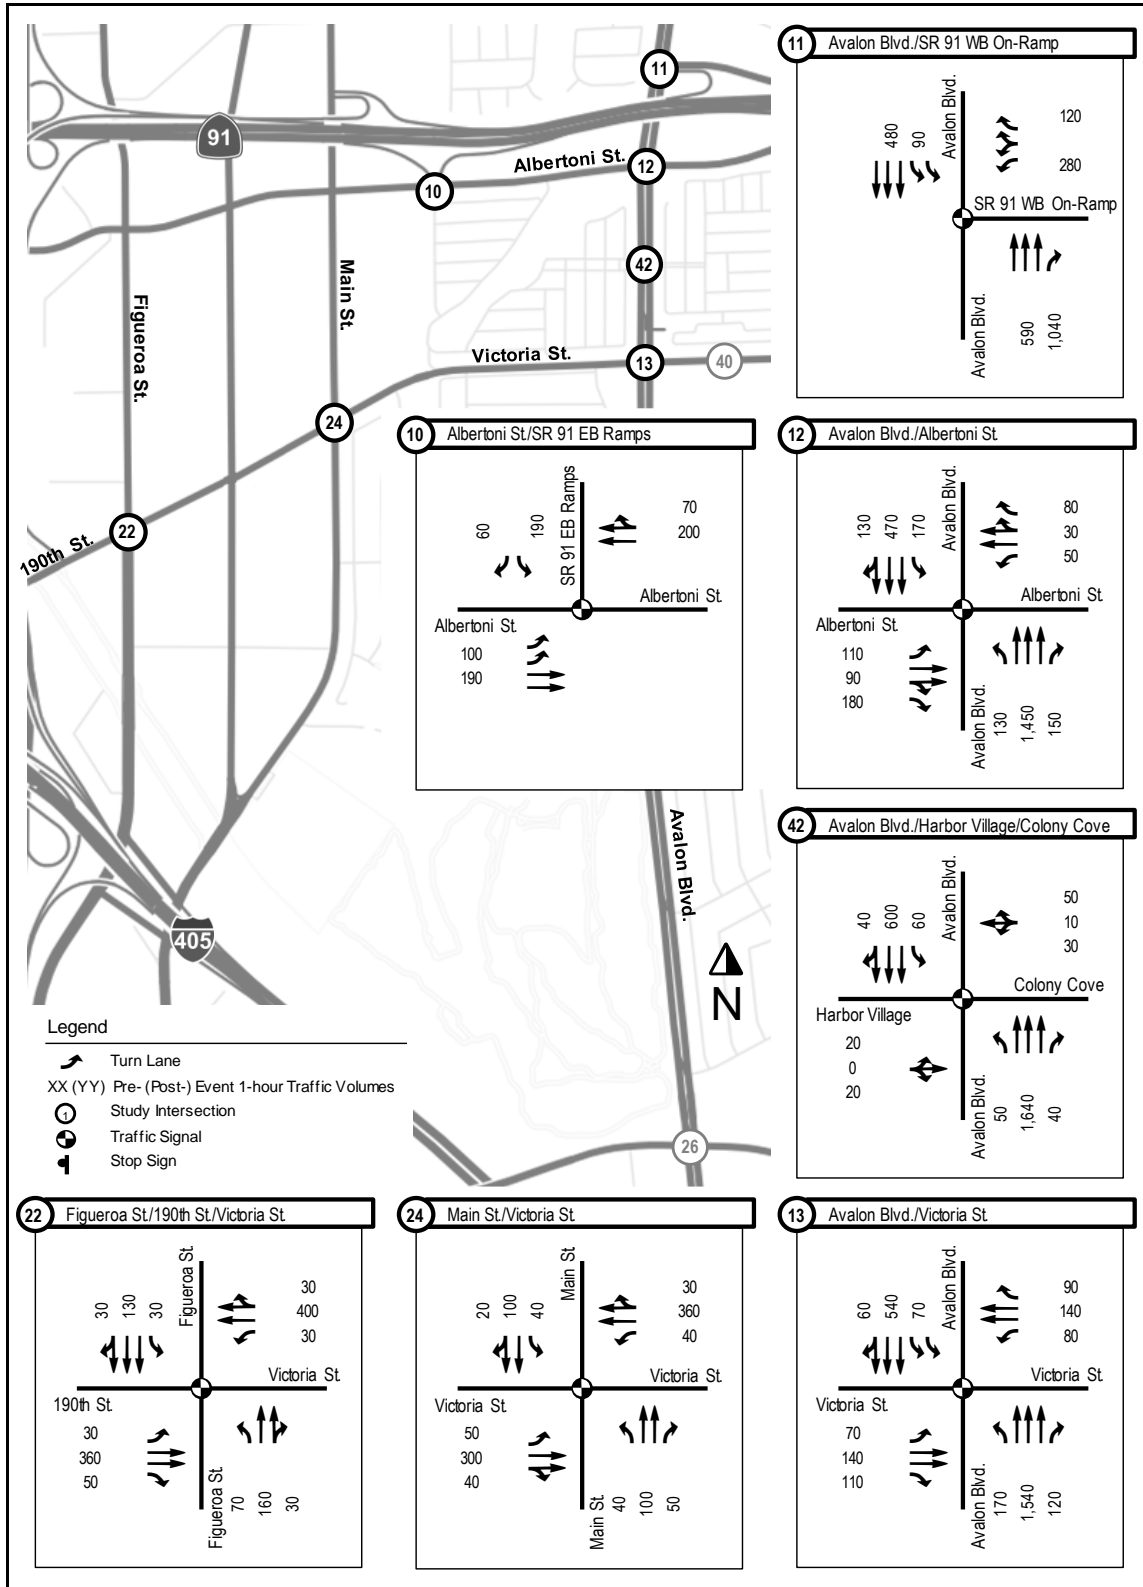 11 Avalon Blvd./SR 91 WB On-Ramp
480
90
Avalon Blvd.
120
280
SR 91 WB On-Ramp
Avalon Blvd.
590
1,040
11
91
Albertoni St.
12
10
42
Main St.
Figueroa St.
Victoria St.
13
40
24
22
190th St.
10 Albertoni St./SR 91 EB Ramps
60
190
SR 91 EB Ramps
70
200
Albertoni St.
Albertoni St.
100
190
12 Avalon Blvd./Albertoni St.
130
470
170
Avalon Blvd.
80
30
50
Albertoni St.
Albertoni St.
110
90
180
Avalon Blvd.
130
1,450
150
42 Avalon Blvd./Harbor Village/Colony Cove
40
600
60
Avalon Blvd.
50
10
30
Colony Cove
Harbor Village
20
0
20
Avalon Blvd.
50
1,640
40
Avalon Blvd.
405
N
26
Legend
Turn Lane
XX (YY) Pre- (Post-) Event 1-hour Traffic Volumes
1 Study Intersection
Traffic Signal
Stop Sign
22 Figueroa St./190th St./Victoria St.
30
130
30
Figueroa St.
30
400
30
Victoria St.
190th St.
30
360
50
Figueroa St.
70
160
30
24 Main St./Victoria St.
20
100
40
Main St.
30
360
40
Victoria St.
Victoria St.
50
300
40
Main St.
40
100
50
13 Avalon Blvd./Victoria St.
60
540
70
Avalon Blvd.
90
140
80
Victoria St.
Victoria St.
70
140
110
Avalon Blvd.
170
1,540
120